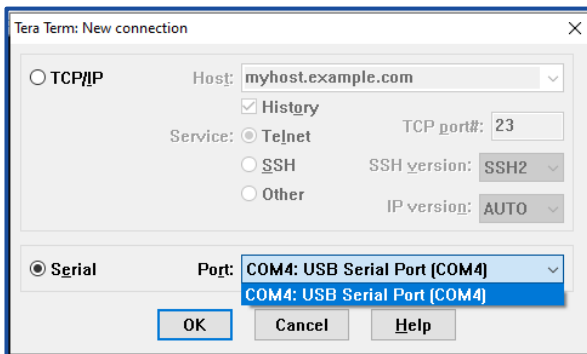 Tera Term: New connection
TCP/IP Host: myhost.example.com
History
Service: Telnet TCP port#: 23
SSH SSH version: SSH2
Other IP version: AUTO
Serial Port: COM4: USB Serial Port (COM4)
COM4: USB Serial Port (COM4)
OK Cancel Help